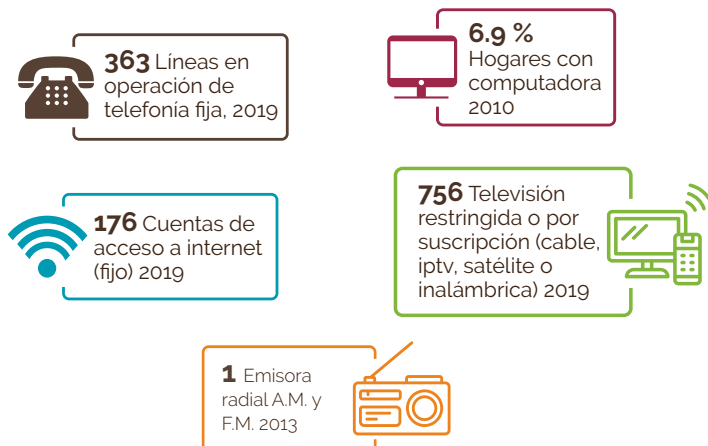 363 Líneas en
operación de
telefonía fija, 2019
6.9 %
Hogares con
computadora
2010
176 Cuentas de
acceso a internet
(fijo) 2019
756 Televisión
restringida o por
suscripción (cable,
iptv, satélite o
inalámbrica) 2019
1 Emisora
radial A.M. y
F.M. 2013